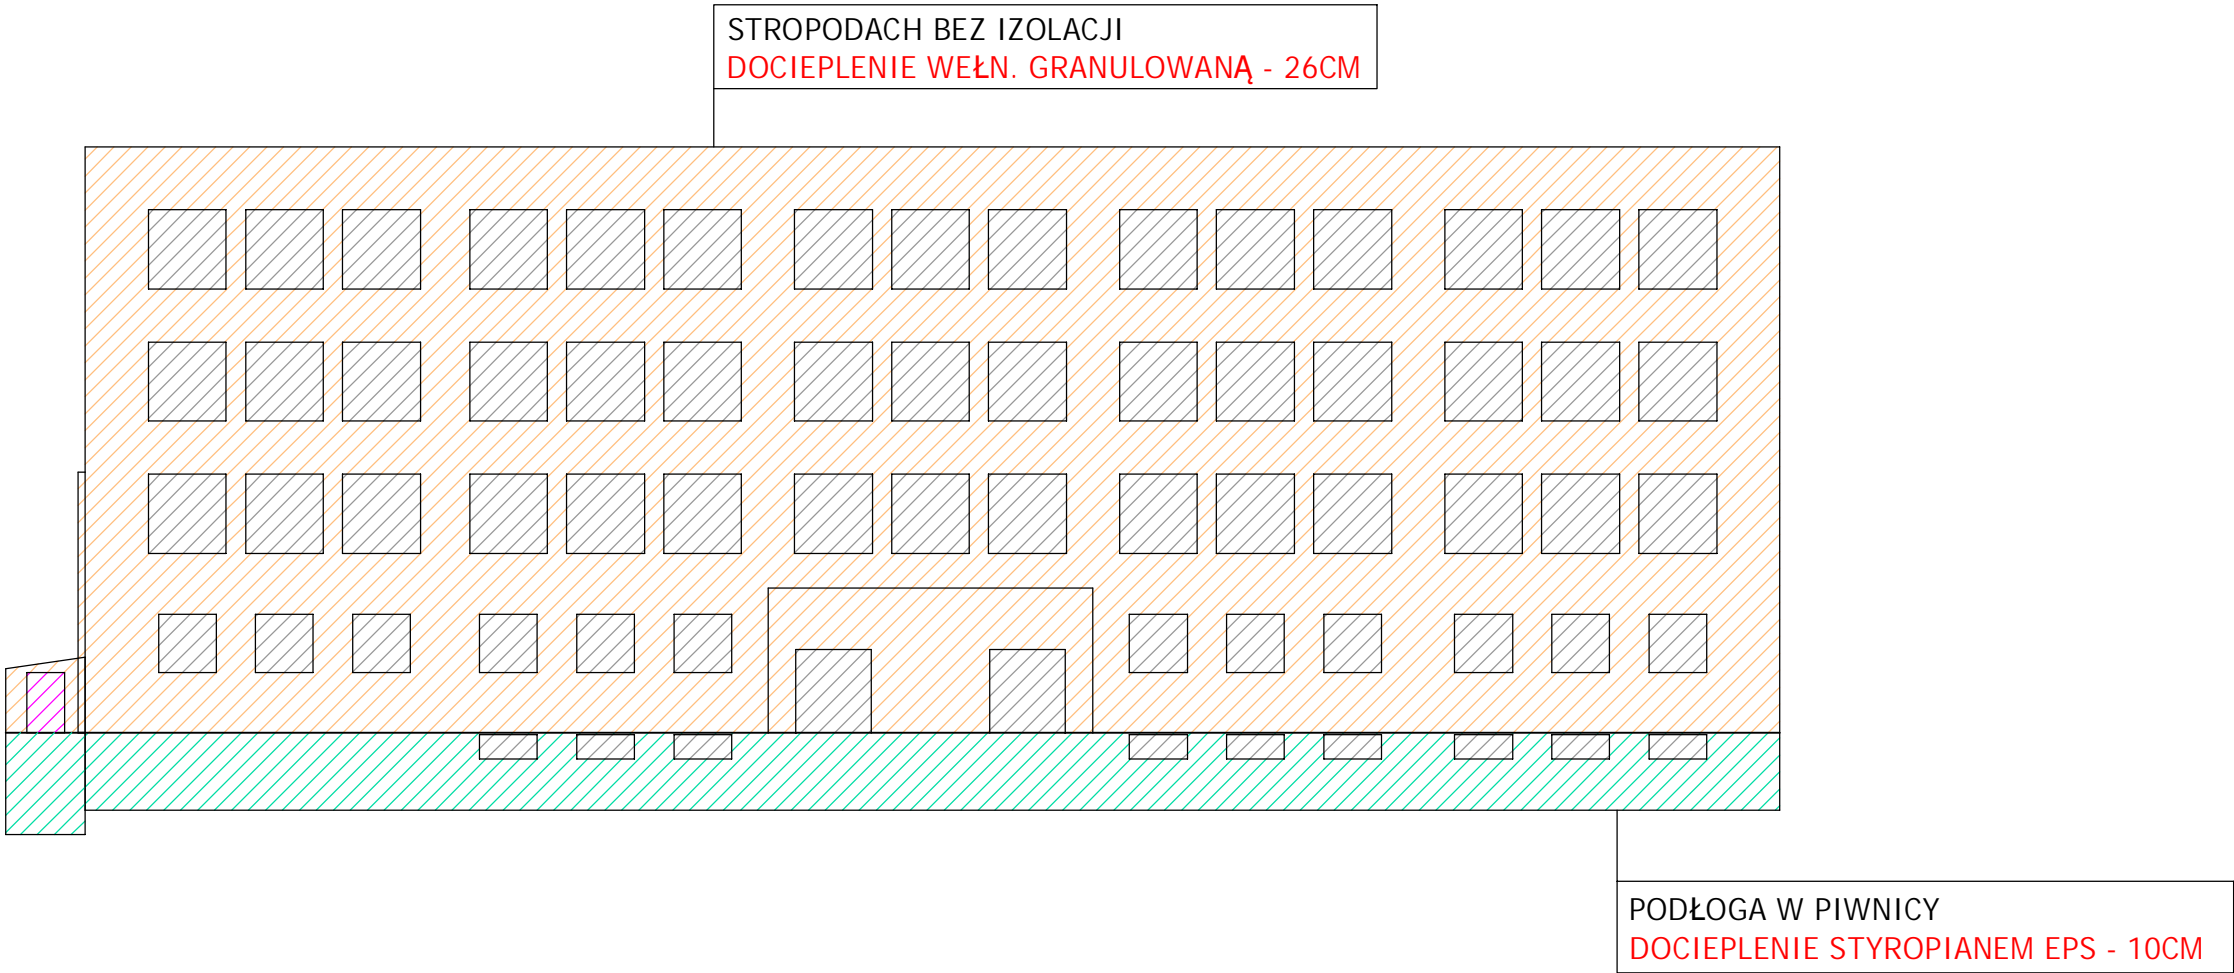 STROPODACH BEZ IZOLACJI
DOCIEPLENIE WEŁN. GRANULOWANĄ - 26CM
PODŁOGA W PIWNICY
DOCIEPLENIE STYROPIANEM EPS - 10CM